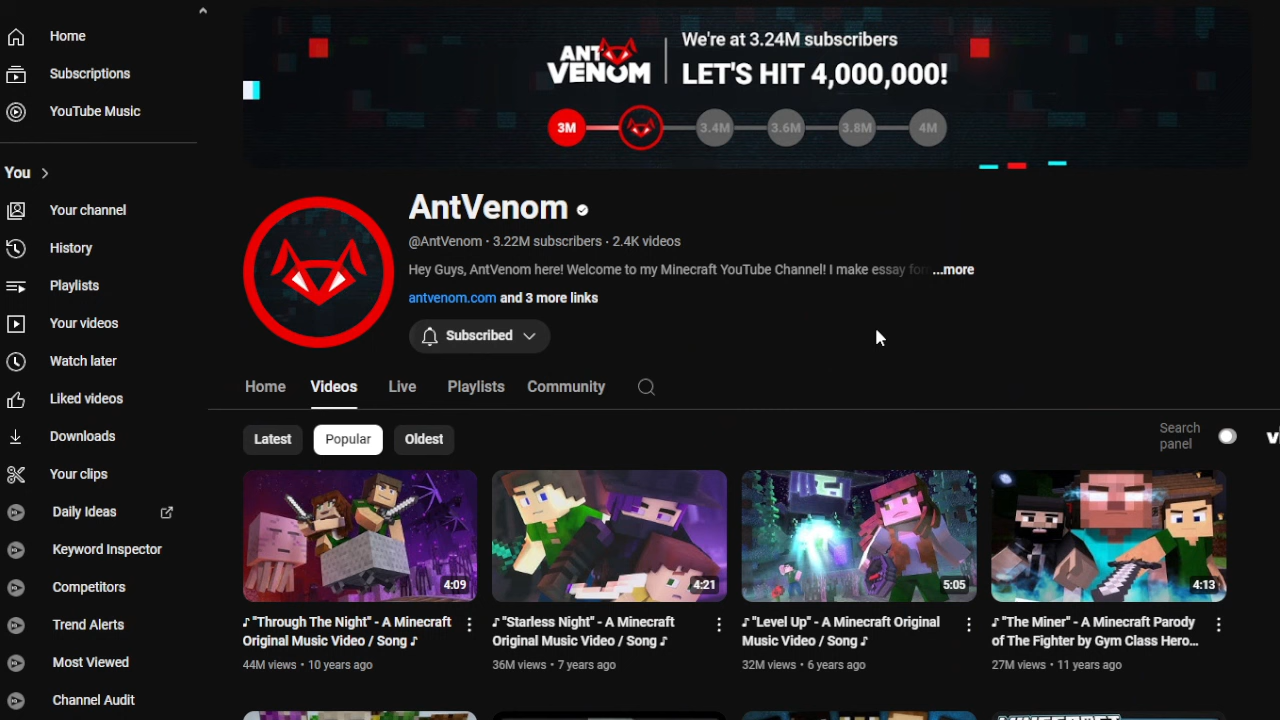 Home
Subscriptions
YouTube Music
You
Your channel
History
Playlists
Your videos
Watch later
Liked videos
Downloads
Your clips
Daily Ideas
Keyword Inspector
Competitors
Trend Alerts
Most Viewed
Channel Audit
ANT
VENOM
We're at 3.24M subscribers
LET'S HIT 4,000,000!
3M 3.4M 3.6M 3.8M 4M
AntVenom
@AntVenom · 3.22M subscribers · 2.4K videos
Hey Guys, AntVenom here! Welcome to my Minecraft YouTube Channel! I make essay for ...more
antvenom.com and 3 more links
Subscribed
Home Videos Live Playlists Community
Latest Popular Oldest
Search
panel
4:09
♪ "Through The Night" - A Minecraft
Original Music Video / Song ♪
44M views · 10 years ago
4:21
♪ "Starless Night" - A Minecraft
Original Music Video / Song ♪
36M views · 7 years ago
5:05
♪ "Level Up" - A Minecraft Original
Music Video / Song ♪
32M views · 6 years ago
4:13
♪ "The Miner" - A Minecraft Parody
of The Fighter by Gym Class Hero...
27M views · 11 years ago